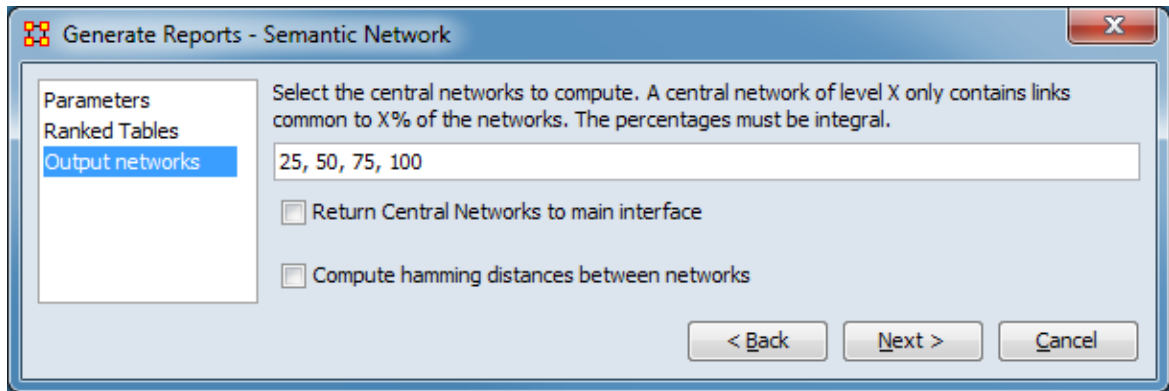 Generate Reports - Semantic Network
X
Parameters
Ranked Tables
Output networks
Select the central networks to compute. A central network of level X only contains links
common to X% of the networks. The percentages must be integral.
25, 50, 75, 100
Return Central Networks to main interface
Compute hamming distances between networks
< Back
Next >
Cancel